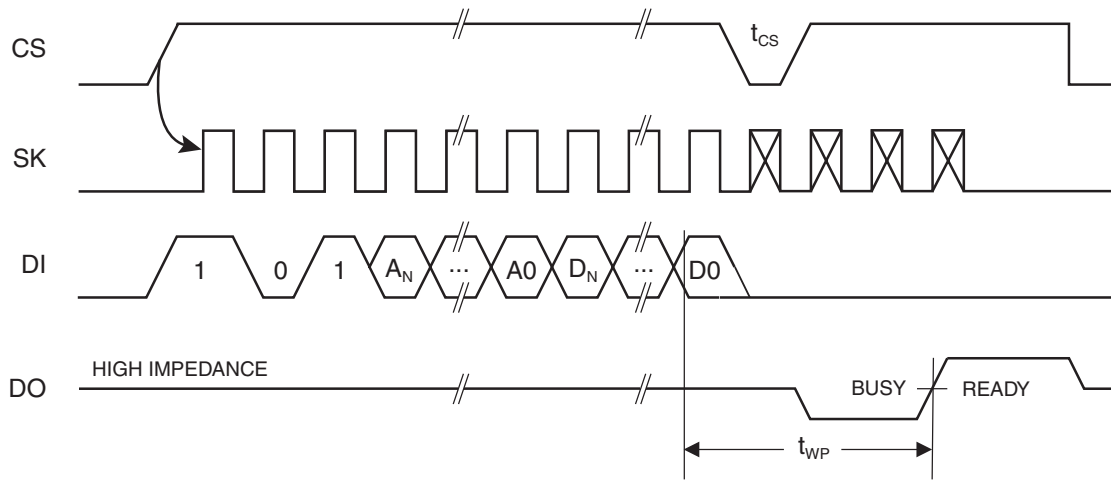 CS
t_CS
SK
DI
1 0 1 A_N ... A0 D_N ... D0
HIGH IMPEDANCE
DO
BUSY READY
t_WP